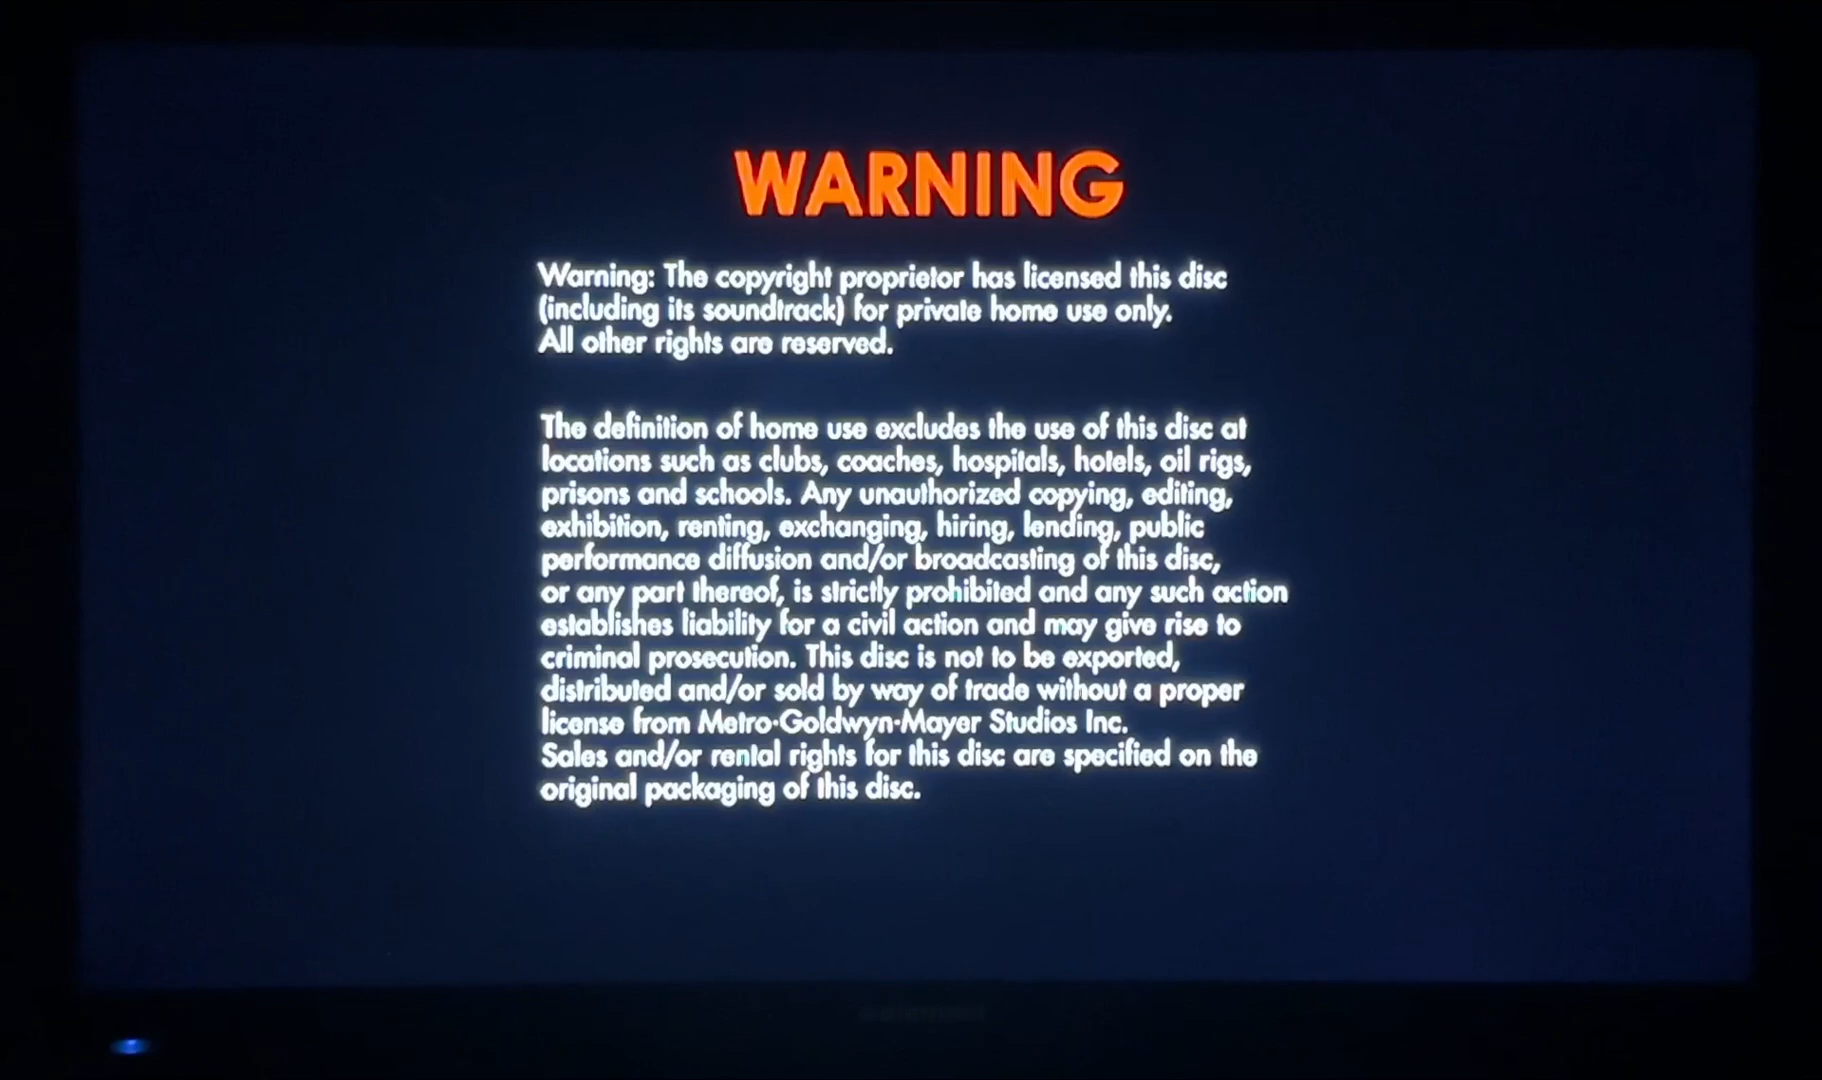 WARNING
Warning: The copyright proprietor has licensed this disc
(including its soundtrack) for private home use only.
All other rights are reserved.
The definition of home use excludes the use of this disc at
locations such as clubs, coaches, hospitals, hotels, oil rigs,
prisons and schools. Any unauthorized copying, editing,
exhibition, renting, exchanging, hiring, lending, public
performance diffusion and/or broadcasting of this disc,
or any part thereof, is strictly prohibited and any such action
establishes liability for a civil action and may give rise to
criminal prosecution. This disc is not to be exported,
distributed and/or sold by way of trade without a proper
license from Metro·Goldwyn·Mayer Studios Inc.
Sales and/or rental rights for this disc are specified on the
original packaging of this disc.